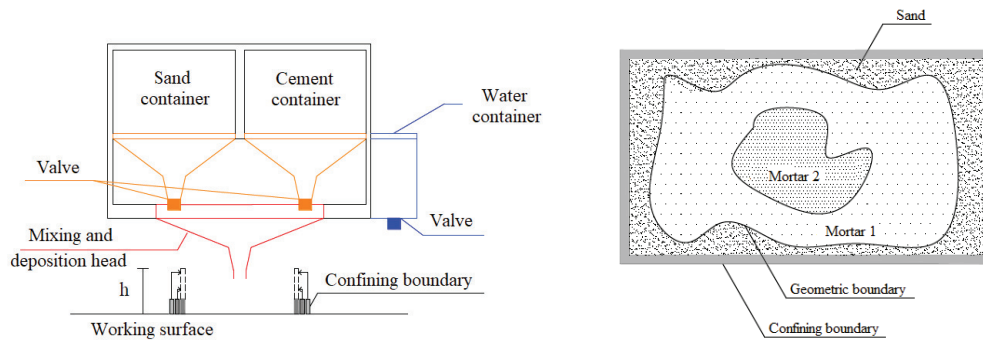 Sand
container
Cement
container
Water
container
Valve
Valve
Mixing and
deposition head
h
Confining boundary
Working surface
Sand
Mortar 2
Mortar 1
Geometric boundary
Confining boundary